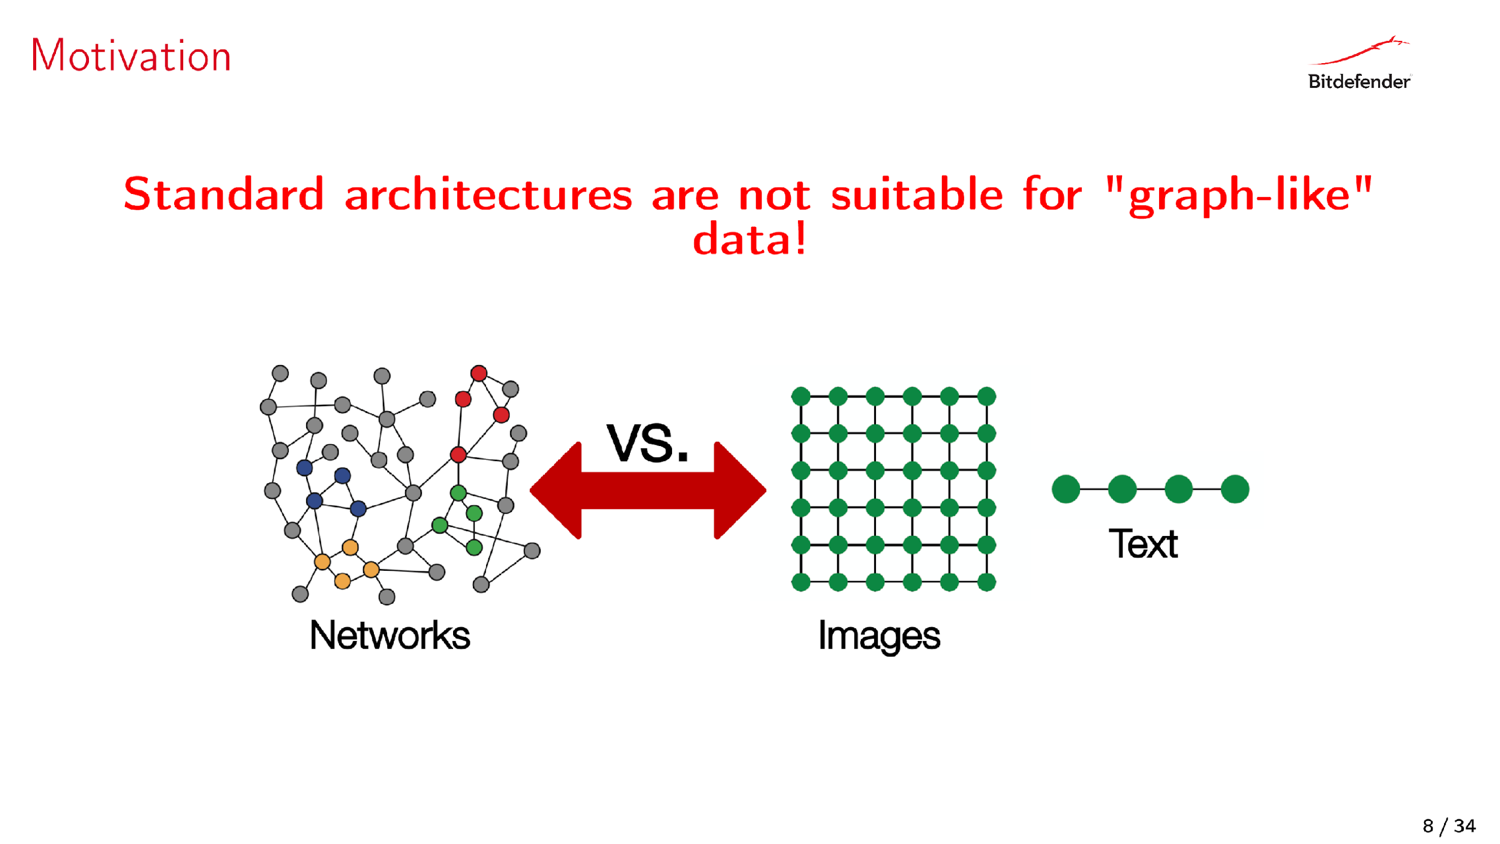 Motivation
Bitdefender
Standard architectures are not suitable for "graph-like"
data!
vs.
Text
Networks
Images
8 / 34